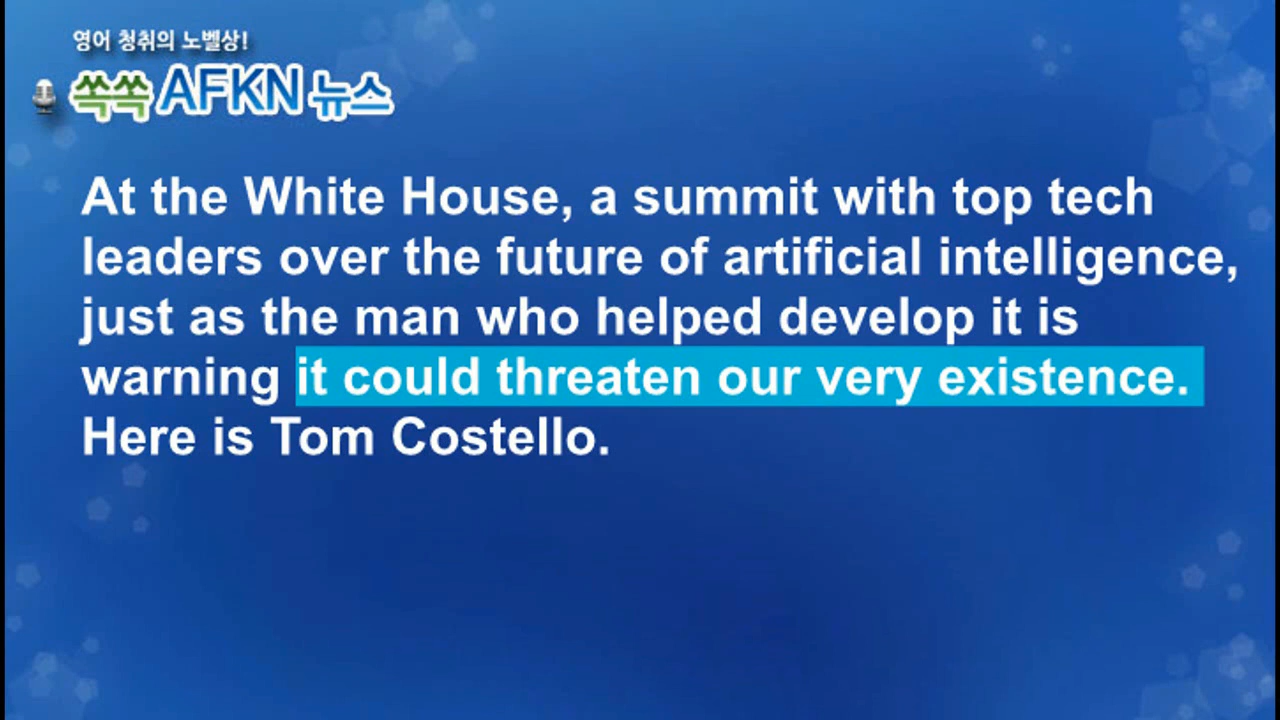 영어 청취의 노벨상!
쏙쏙 AFKN 뉴스
At the White House, a summit with top tech
leaders over the future of artificial intelligence,
just as the man who helped develop it is
warning it could threaten our very existence.
Here is Tom Costello.